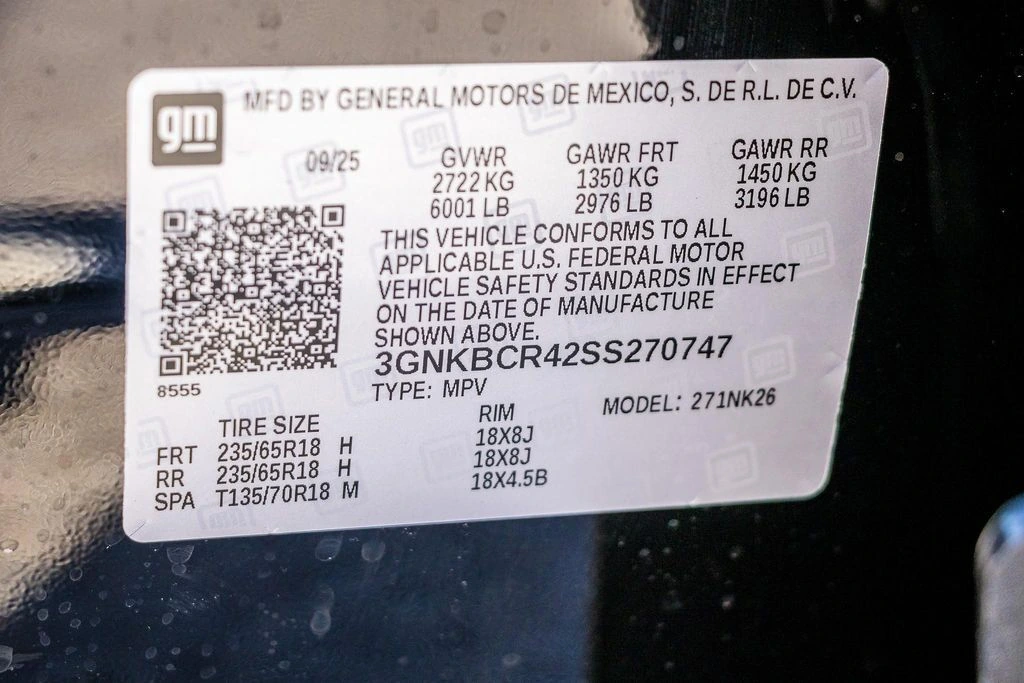 gm
MFD BY GENERAL MOTORS DE MEXICO, S. DE R.L. DE C.V.
09/25 GVWR GAWR FRT GAWR RR
2722 KG 1350 KG 1450 KG
6001 LB 2976 LB 3196 LB
THIS VEHICLE CONFORMS TO ALL
APPLICABLE U.S. FEDERAL MOTOR
VEHICLE SAFETY STANDARDS IN EFFECT
ON THE DATE OF MANUFACTURE
SHOWN ABOVE.
3GNKBCR42SS270747
8555
TYPE: MPV MODEL: 271NK26
TIRE SIZE RIM
FRT 235/65R18 H 18X8J
RR 235/65R18 H 18X8J
SPA T135/70R18 M 18X4.5B